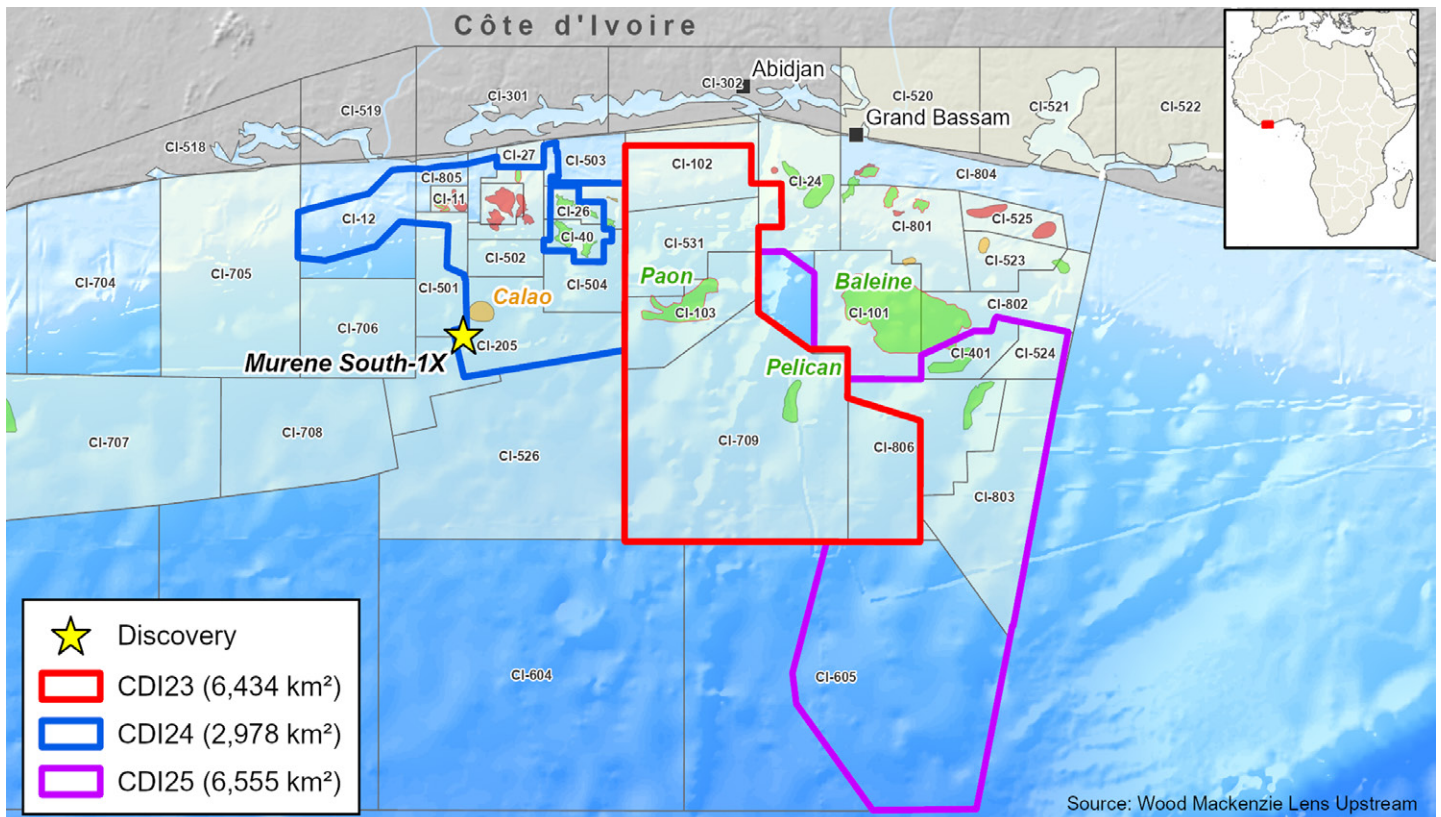 Côte d'Ivoire
CI-302
Abidjan
CI-519
CI-301
CI-520
CI-521
CI-522
Grand Bassam
CI-518
CI-27
CI-503
CI-102
CI-24
CI-804
CI-805
CI-11
CI-12
CI-26
CI-40
CI-801
CI-525
CI-531
CI-502
CI-523
CI-704
CI-705
CI-501
Calao
CI-504
Paon
CI-103
Baleine
CI-101
CI-802
CI-706
CI-205
Murene South-1X
CI-401
CI-524
Pelican
CI-707
CI-708
CI-526
CI-709
CI-806
CI-803
CI-604
CI-605
Discovery
CDI23 (6,434 km²)
CDI24 (2,978 km²)
CDI25 (6,555 km²)
Source: Wood Mackenzie Lens Upstream